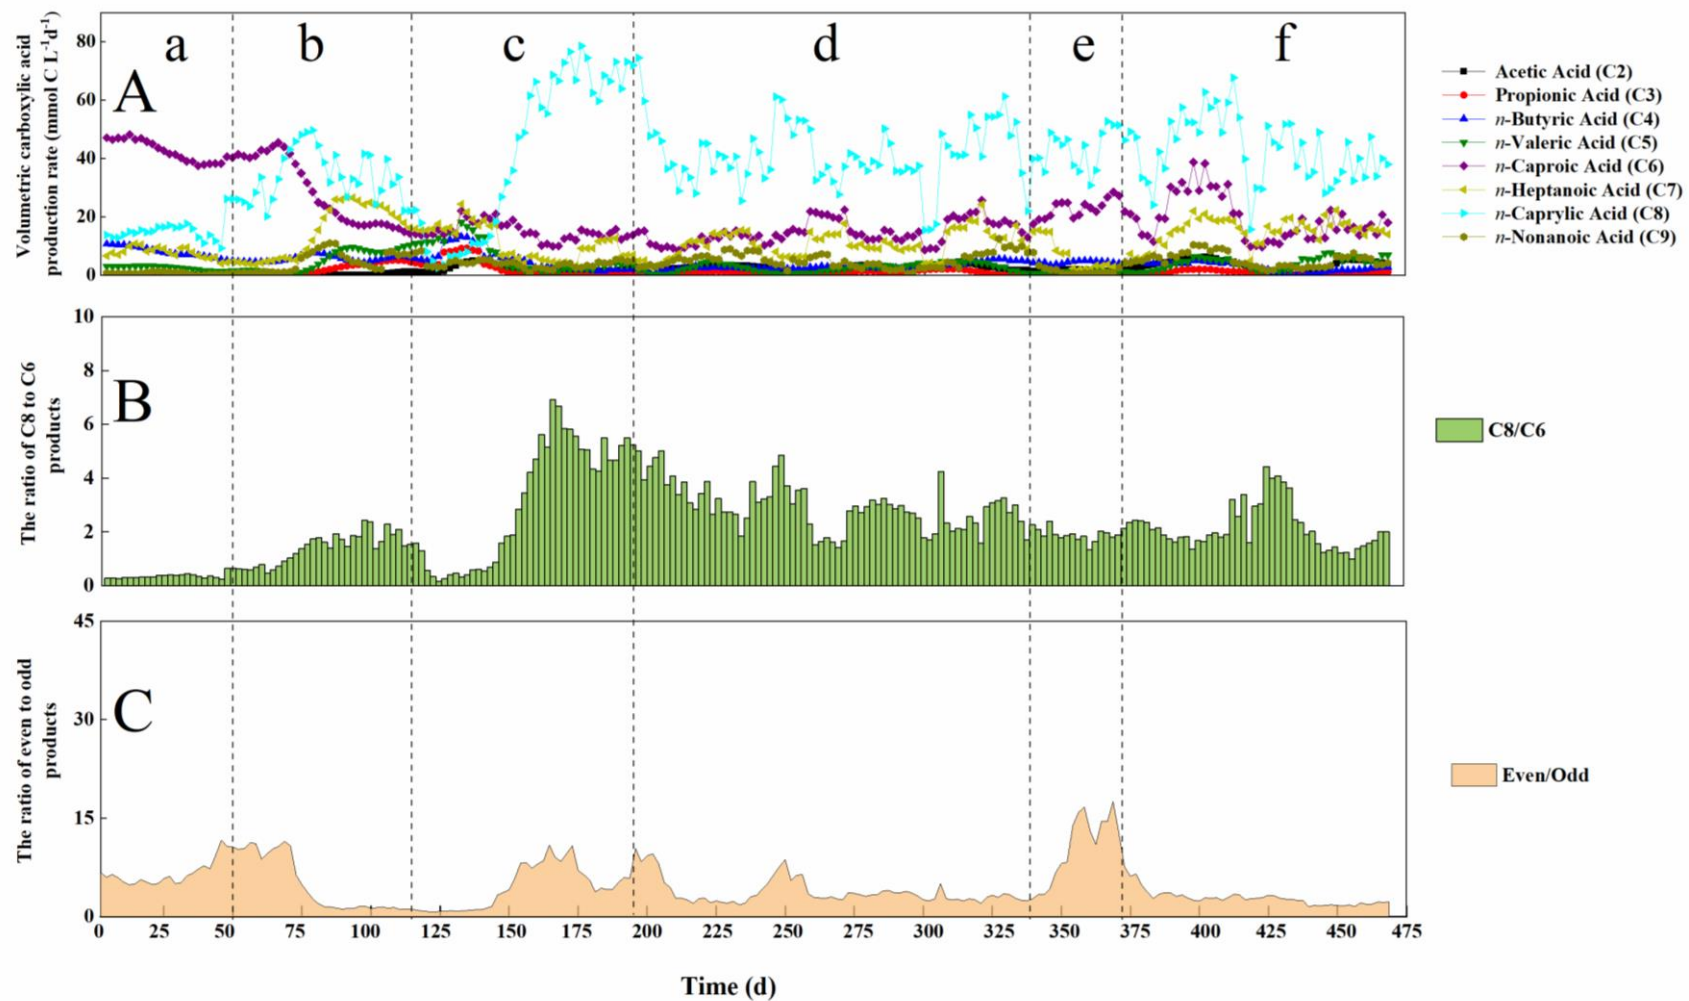 Volumetric carboxylic acid
production rate (mmol C L⁻¹d⁻¹)
80
60
40
20
0
A
a
b
c
d
e
f
Acetic Acid (C2)
Propionic Acid (C3)
n-Butyric Acid (C4)
n-Valeric Acid (C5)
n-Caproic Acid (C6)
n-Heptanoic Acid (C7)
n-Caprylic Acid (C8)
n-Nonanoic Acid (C9)
The ratio of C8 to C6
products
10
8
6
4
2
0
B
C8/C6
The ratio of even to odd
products
45
30
15
0
C
Even/Odd
0 25 50 75 100 125 150 175 200 225 250 275 300 325 350 375 400 425 450 475
Time (d)